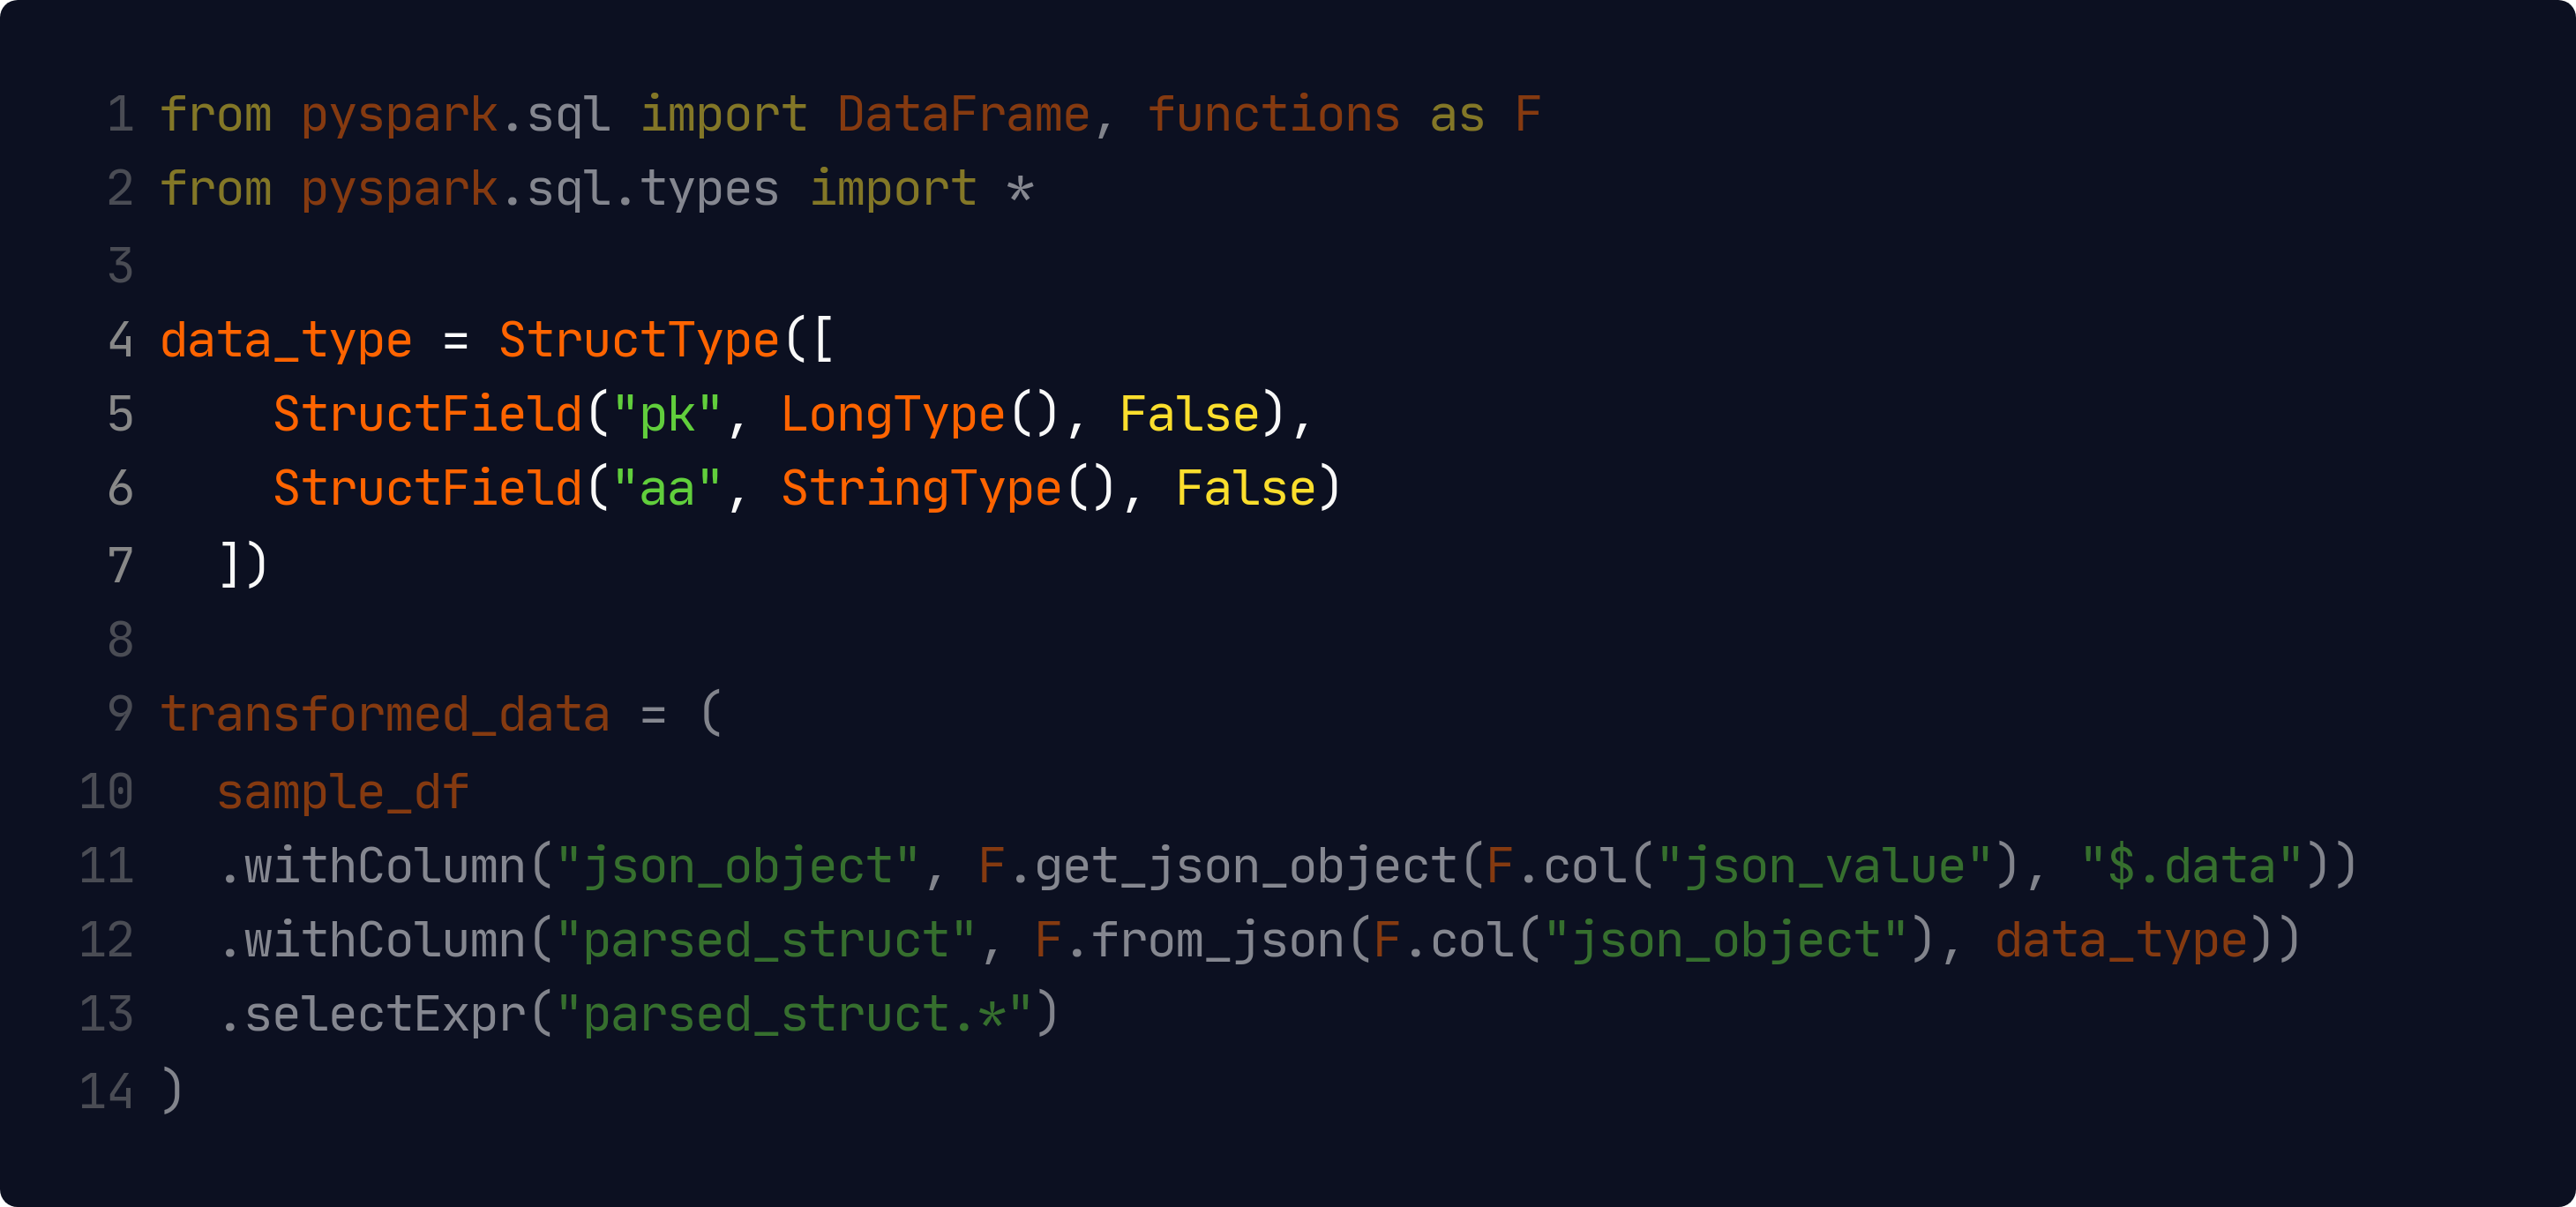 1 from pyspark.sql import DataFrame, functions as F
2 from pyspark.sql.types import *
3
4 data_type = StructType([
5     StructField("pk", LongType(), False),
6     StructField("aa", StringType(), False)
7   ])
8
9 transformed_data = (
10   sample_df
11   .withColumn("json_object", F.get_json_object(F.col("json_value"), "$.data"))
12   .withColumn("parsed_struct", F.from_json(F.col("json_object"), data_type))
13   .selectExpr("parsed_struct.*")
14 )